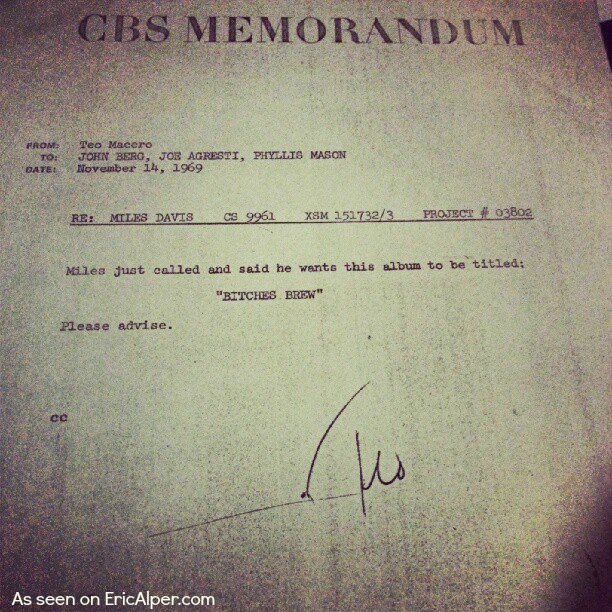 CBS MEMORANDUM
FROM: Teo Macero
TO: JOHN BERG, JOE AGRESTI, PHYLLIS MASON
DATE: November 14, 1969
RE: MILES DAVIS CS 9961 XSM 151732/3 PROJECT # 03802
Miles just called and said he wants this album to be titled:
"BITCHES BREW"
Please advise.
cc
Teo
As seen on EricAlper.com